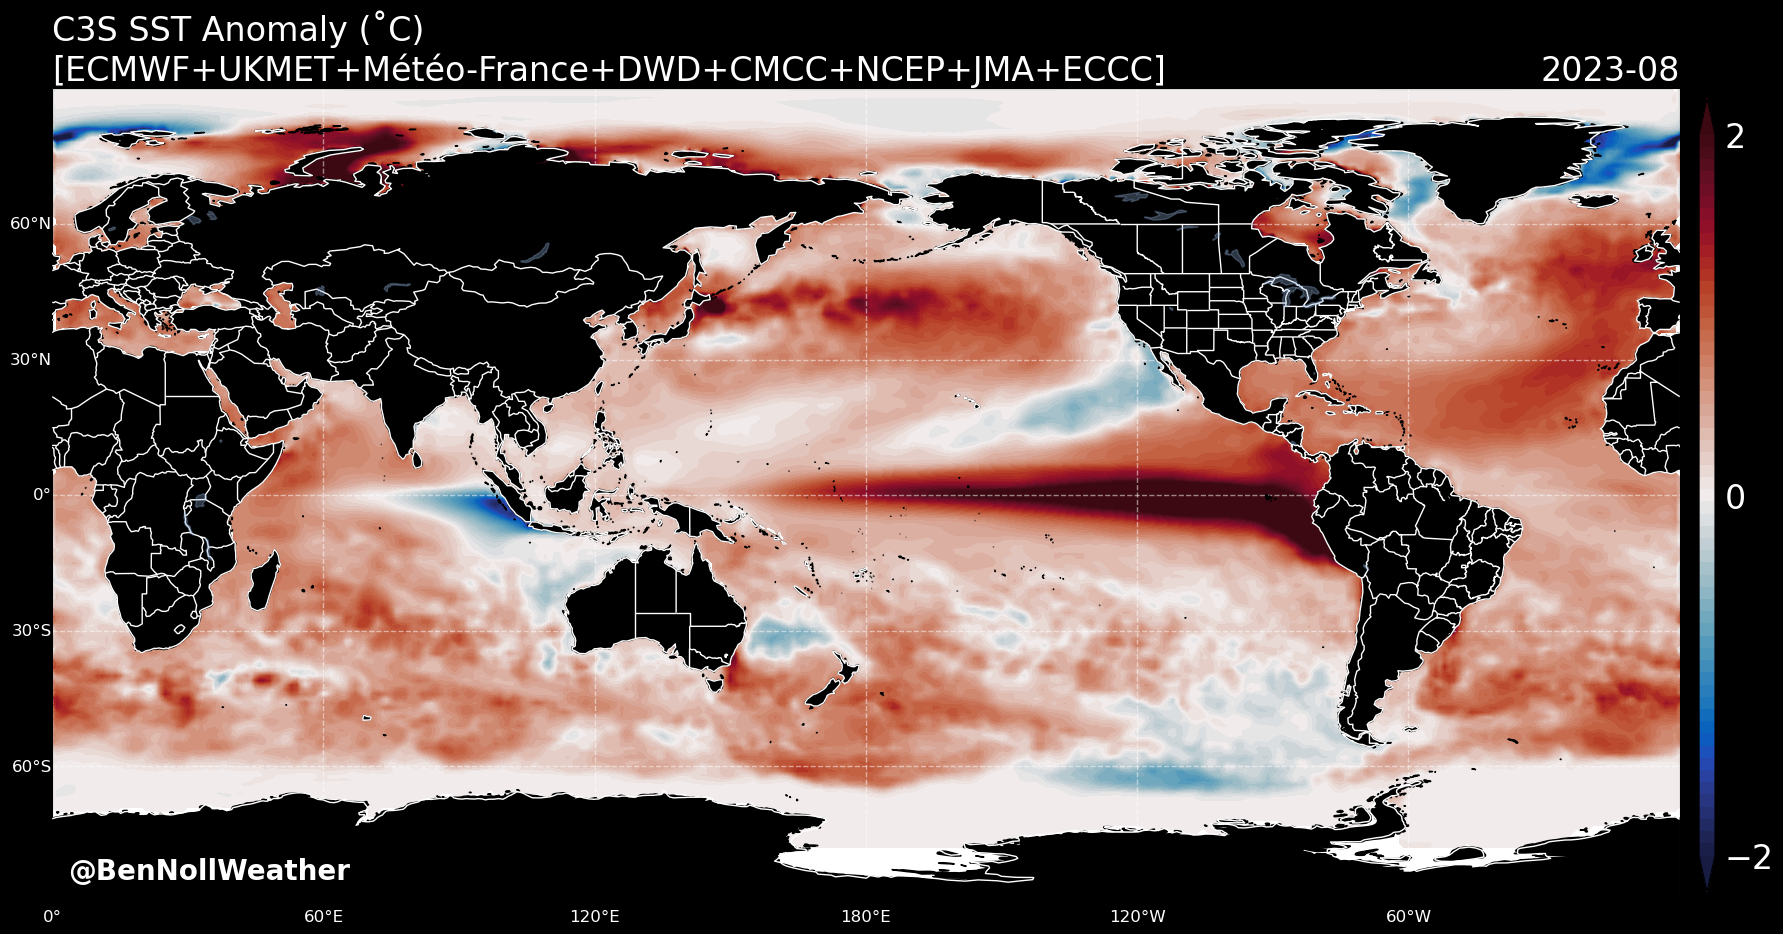 C3S SST Anomaly (˚C)
[ECMWF+UKMET+Météo-France+DWD+CMCC+NCEP+JMA+ECCC]
2023-08
2
60°N
30°N
0°
0
30°S
60°S
−2
@BenNollWeather
0°
60°E
120°E
180°E
120°W
60°W